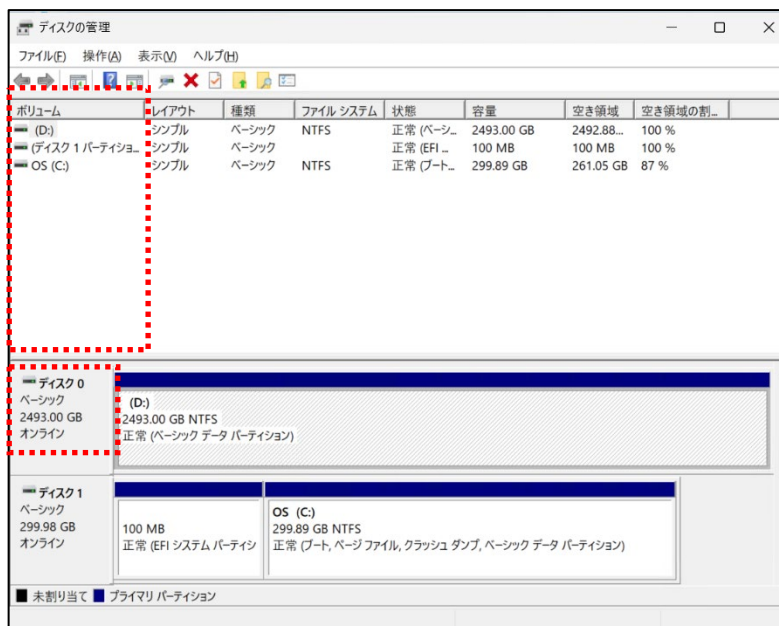 ディスクの管理
ファイル(F) 操作(A) 表示(V) ヘルプ(H)
ボリューム レイアウト 種類 ファイル システム 状態 容量 空き領域 空き領域の割...
(D:) シンプル ベーシック NTFS 正常 (ベーシ... 2493.00 GB 2492.88... 100 %
(ディスク 1 パーティショ... シンプル ベーシック 正常 (EFI ... 100 MB 100 MB 100 %
OS (C:) シンプル ベーシック NTFS 正常 (ブート... 299.89 GB 261.05 GB 87 %
ディスク 0
ベーシック
2493.00 GB
オンライン
(D:)
2493.00 GB NTFS
正常 (ベーシック データ パーティション)
ディスク 1
ベーシック
299.98 GB
オンライン
100 MB
正常 (EFI システム パーティシ
OS (C:)
299.89 GB NTFS
正常 (ブート, ページ ファイル, クラッシュ ダンプ, ベーシック データ パーティション)
未割り当て プライマリ パーティション